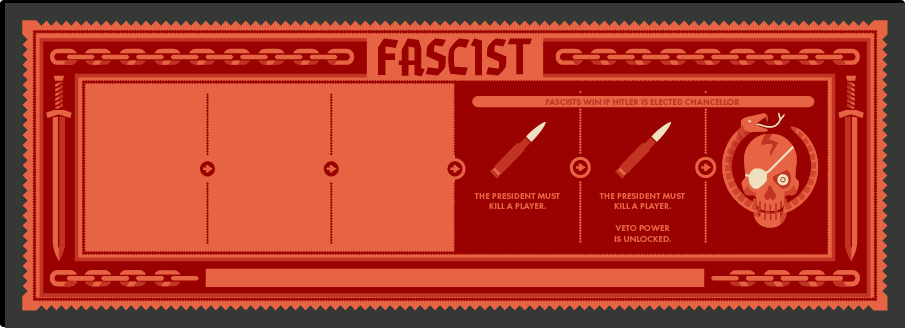 FASCIST
FASCISTS WIN IF HITLER IS ELECTED CHANCELLOR
THE PRESIDENT MUST
KILL A PLAYER.
THE PRESIDENT MUST
KILL A PLAYER.
VETO POWER
IS UNLOCKED.